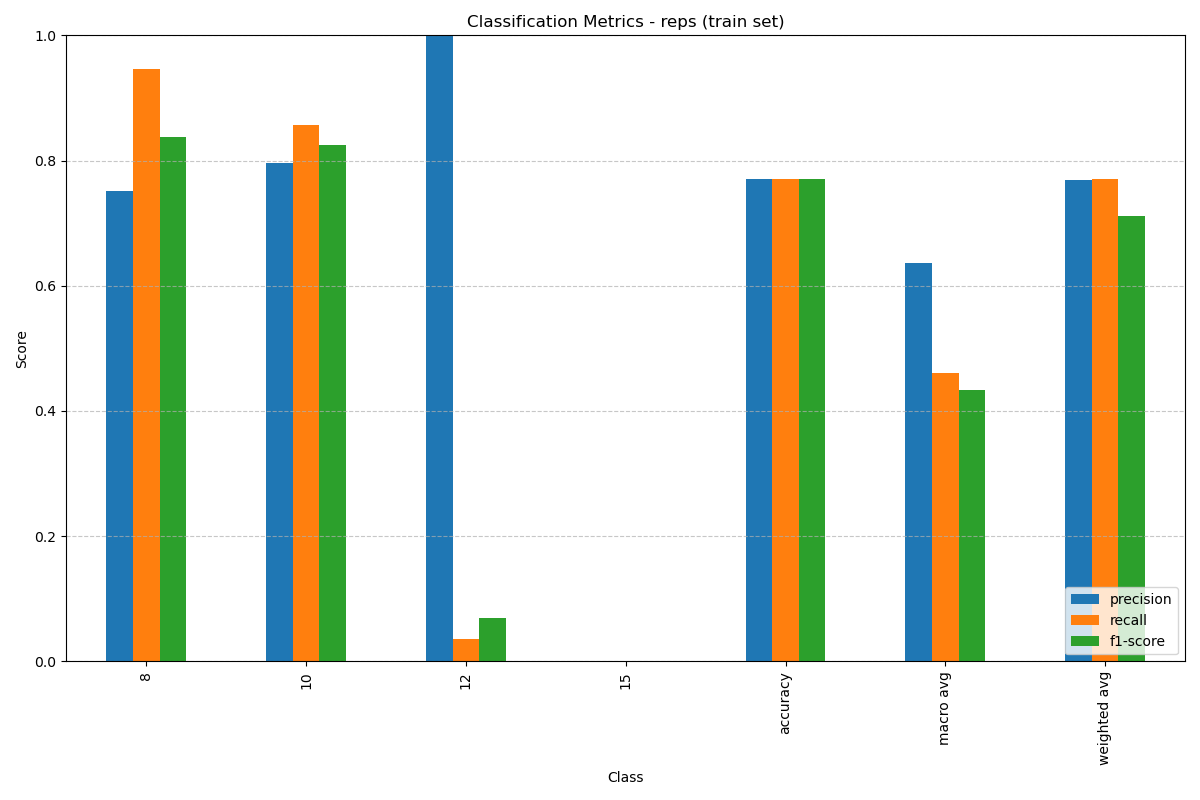 Classification Metrics - reps (train set)
1.0
0.8
0.6
0.4
0.2
0.0
Score
8
10
12
15
accuracy
macro avg
weighted avg
Class
precision
recall
f1-score